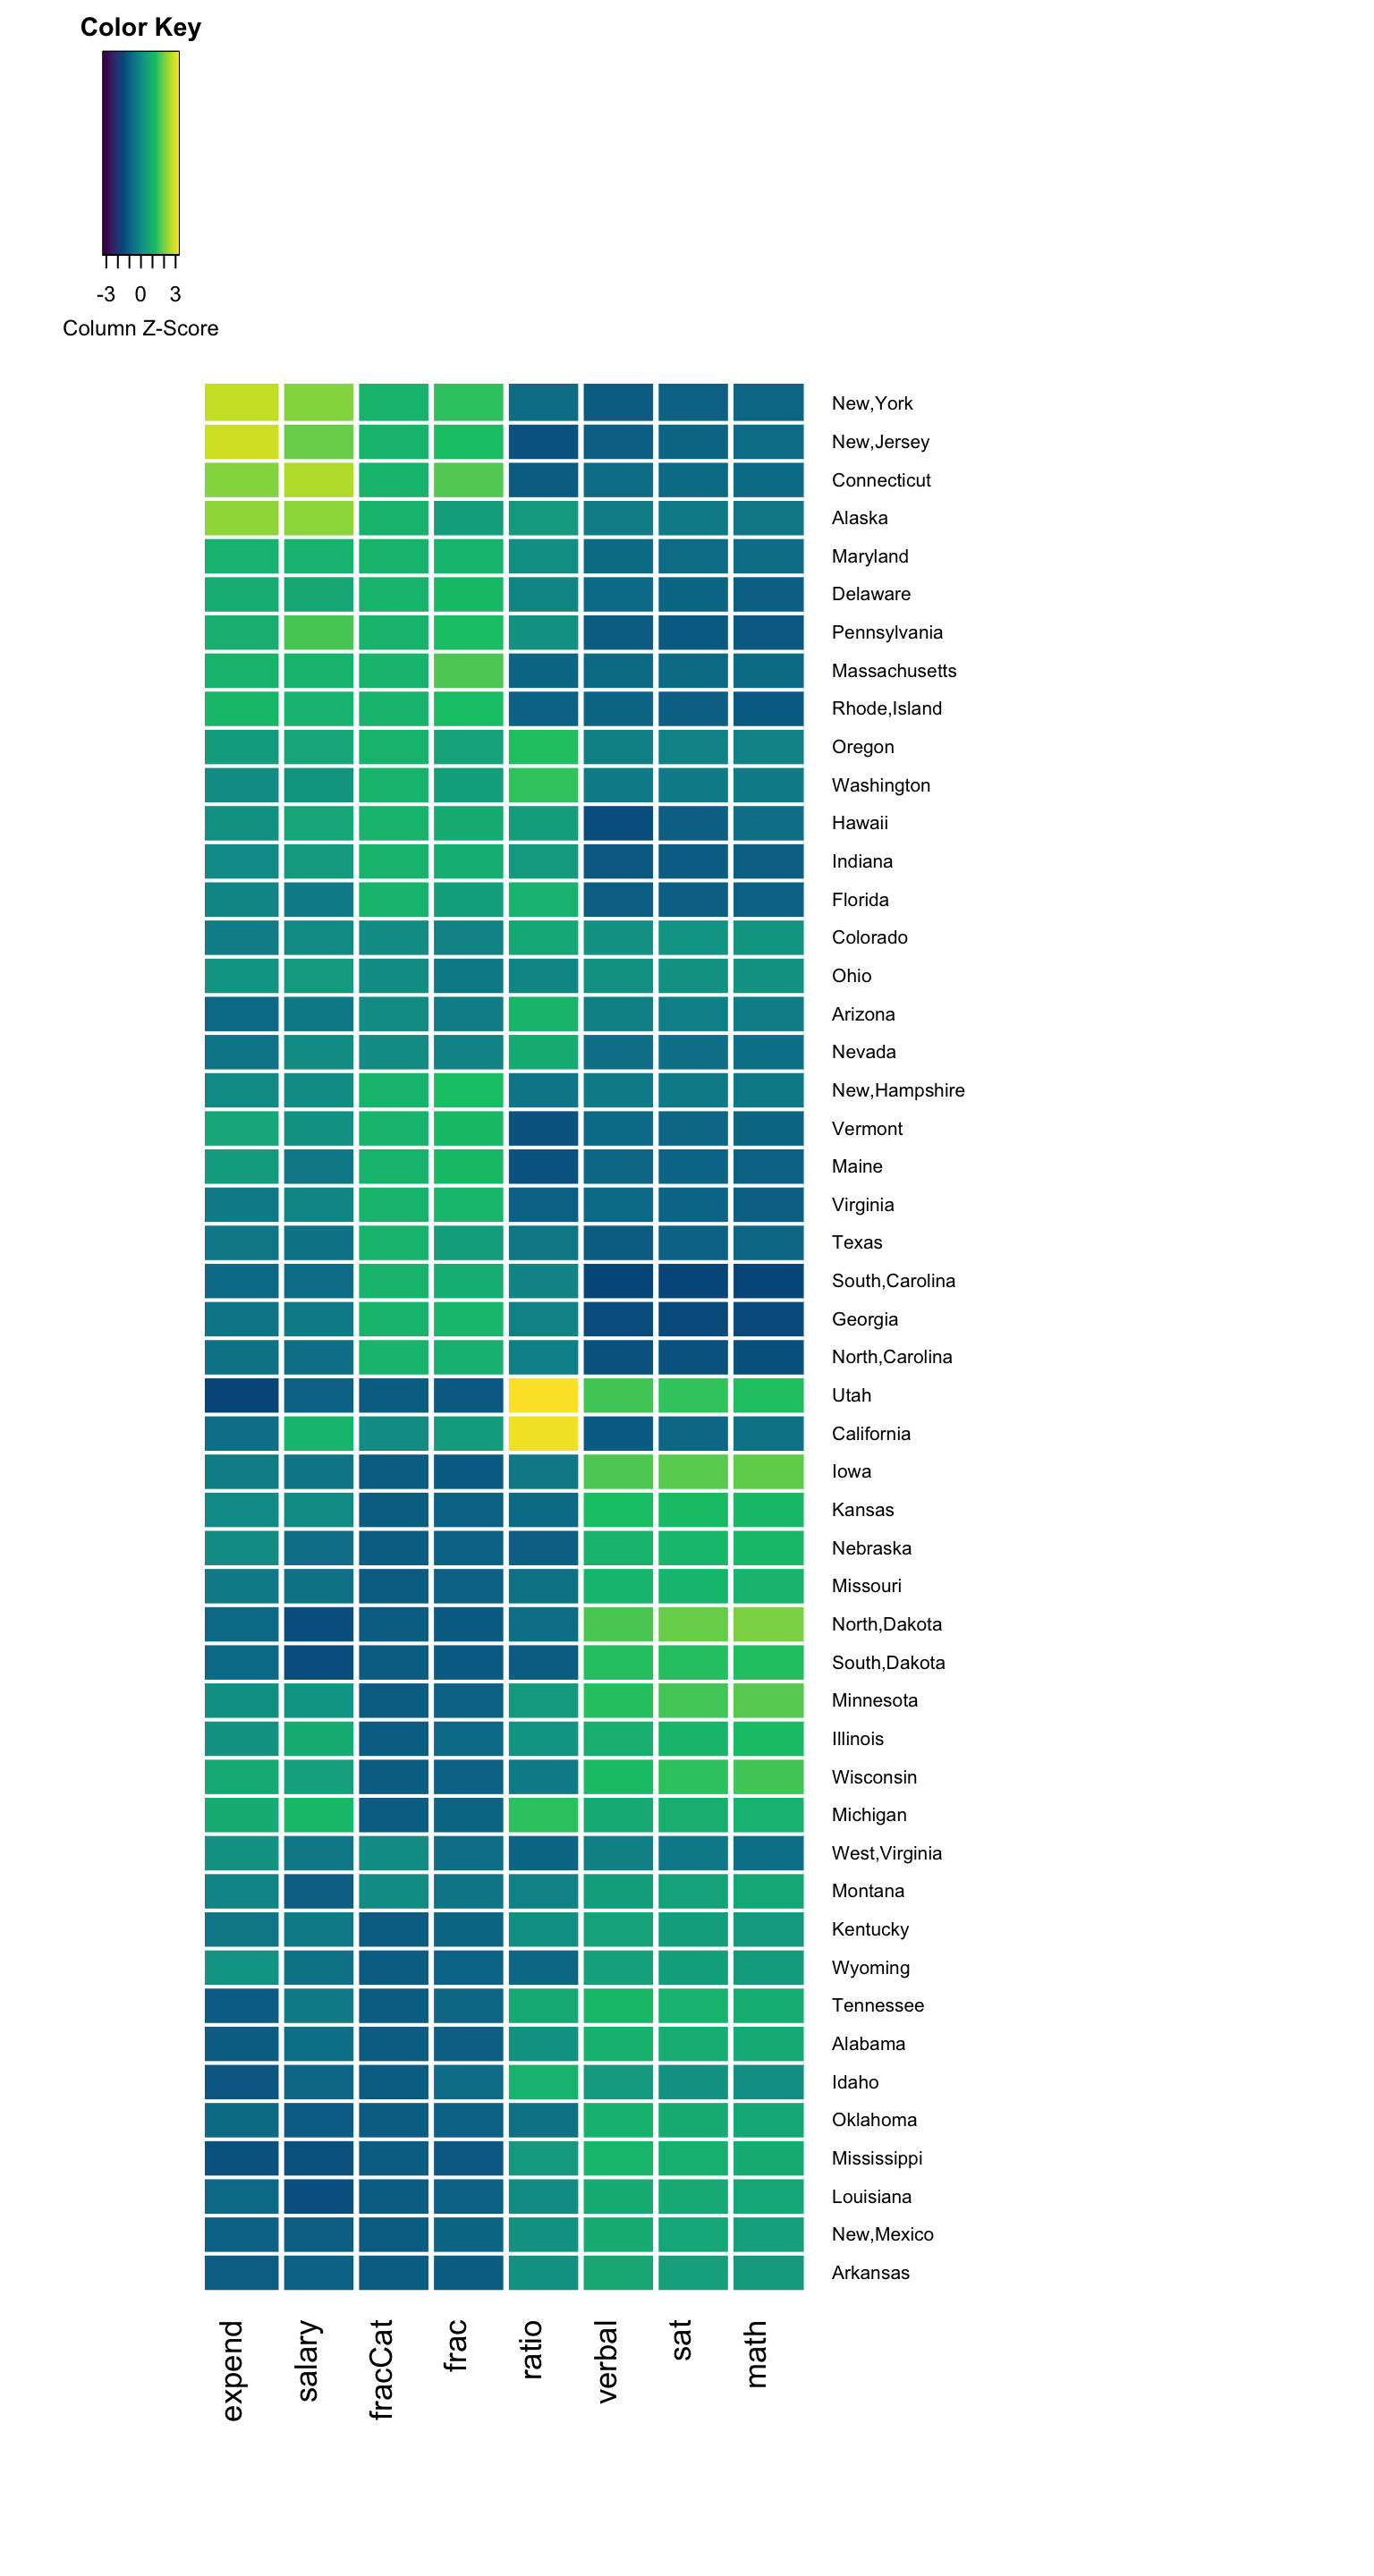 Color Key
-3 0 3
Column Z-Score
New,York
New,Jersey
Connecticut
Alaska
Maryland
Delaware
Pennsylvania
Massachusetts
Rhode,Island
Oregon
Washington
Hawaii
Indiana
Florida
Colorado
Ohio
Arizona
Nevada
New,Hampshire
Vermont
Maine
Virginia
Texas
South,Carolina
Georgia
North,Carolina
Utah
California
Iowa
Kansas
Nebraska
Missouri
North,Dakota
South,Dakota
Minnesota
Illinois
Wisconsin
Michigan
West,Virginia
Montana
Kentucky
Wyoming
Tennessee
Alabama
Idaho
Oklahoma
Mississippi
Louisiana
New,Mexico
Arkansas
expend
salary
fracCat
frac
ratio
verbal
sat
math